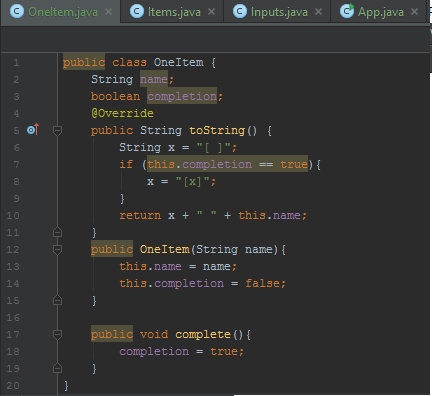 OneItem.java × Items.java × Inputs.java × App.java ×
1 public class OneItem {
2 String name;
3 boolean completion;
4 @Override
5 public String toString() {
6 String x = "[ ]";
7 if (this.completion == true){
8 x = "[x]";
9 }
10 return x + " " + this.name;
11 }
12 public OneItem(String name){
13 this.name = name;
14 this.completion = false;
15 }
16
17 public void complete(){
18 completion = true;
19 }
20 }